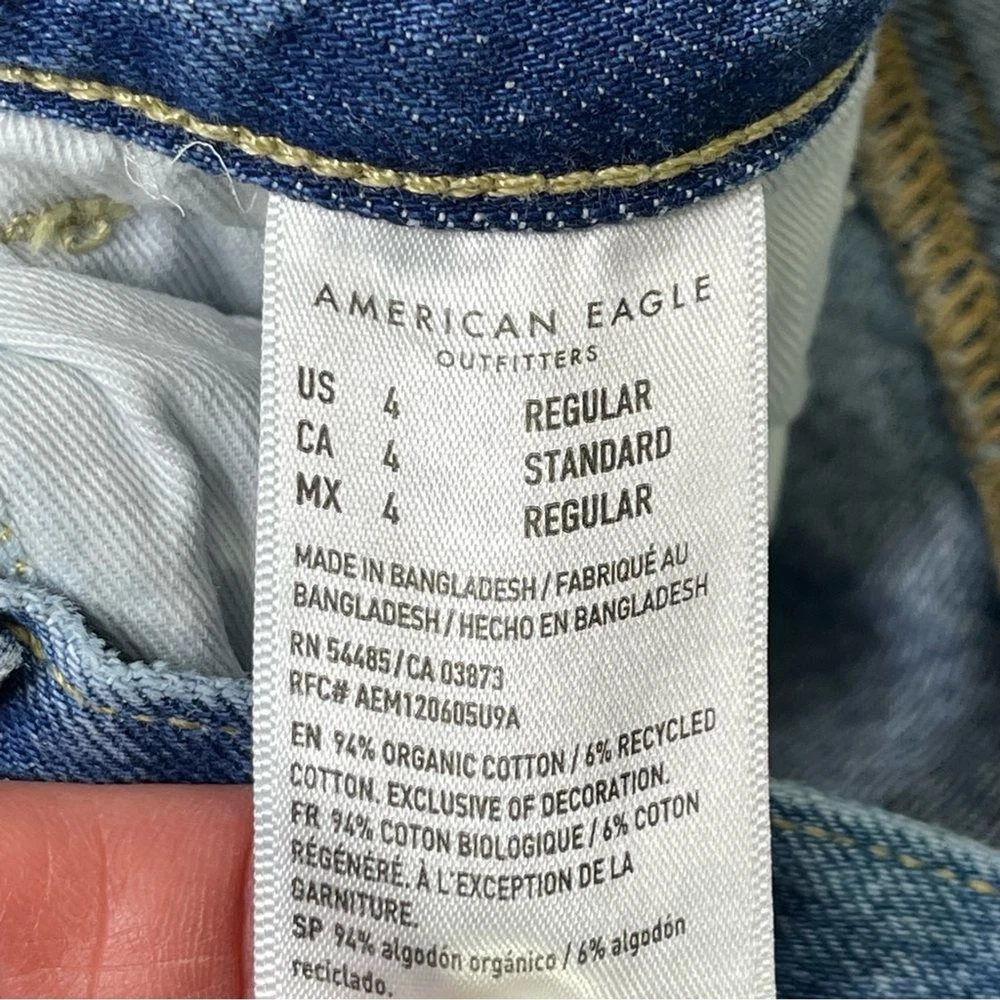 AMERICAN EAGLE
OUTFITTERS
US 4 REGULAR
CA 4 STANDARD
MX 4 REGULAR
MADE IN BANGLADESH / FABRIQUÉ AU
BANGLADESH / HECHO EN BANGLADESH
RN 54485 / CA 03873
RFC# AEM120605U9A
EN 94% ORGANIC COTTON / 6% RECYCLED
COTTON. EXCLUSIVE OF DECORATION.
FR 94% COTON BIOLOGIQUE / 6% COTON
RÉGÉNÉRÉ. À L'EXCEPTION DE LA
GARNITURE.
SP 94% algodón orgánico / 6% algodón
reciclado.